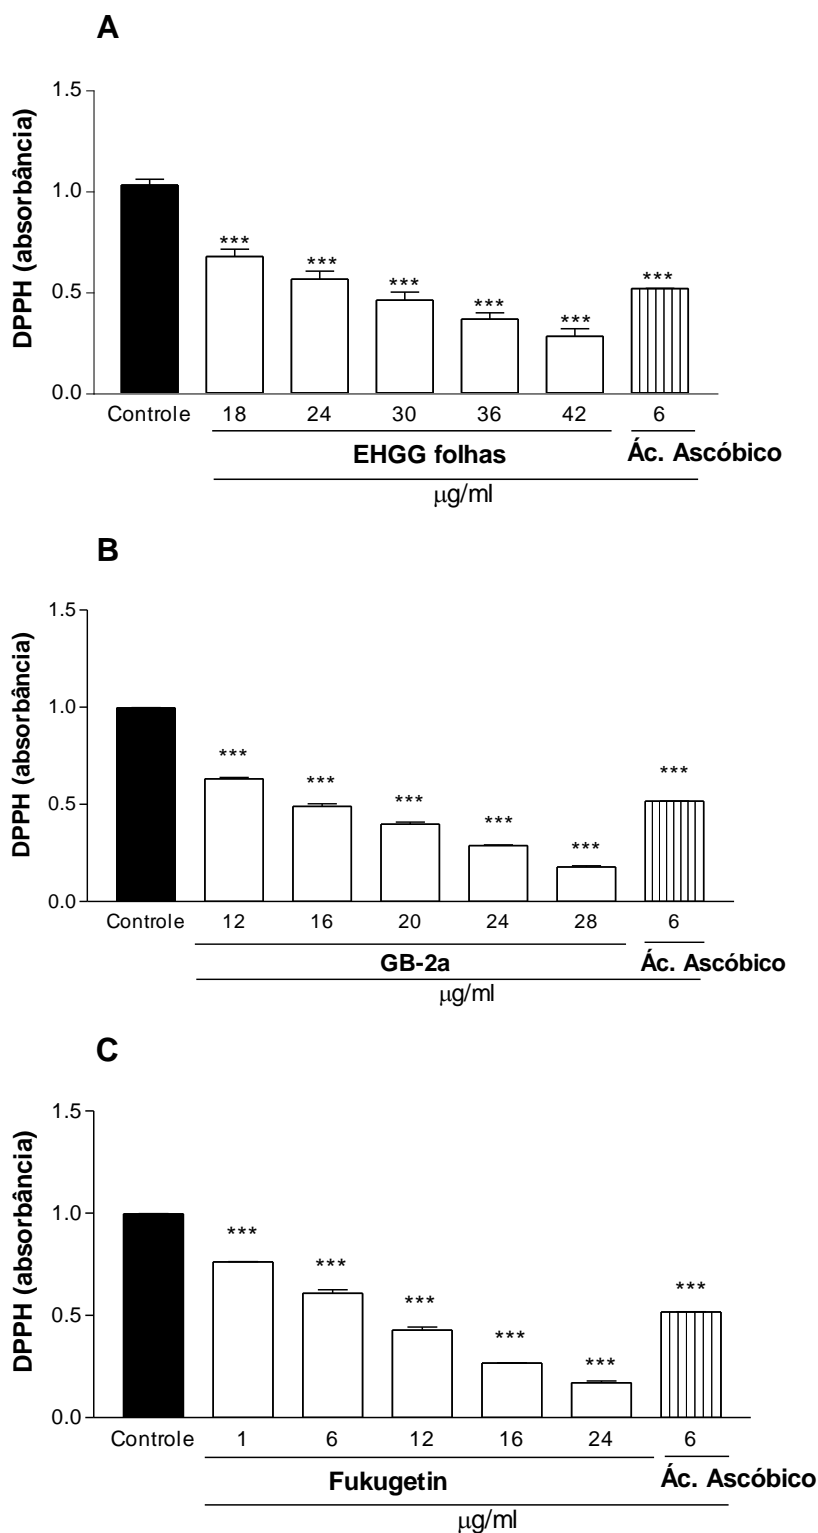 A
DPPH (absorbância)
1.5
1.0
0.5
0.0
*** *** *** *** *** ***
Controle 18 24 30 36 42 6
EHGG folhas Ác. Ascóbico
μg/ml
B
DPPH (absorbância)
1.5
1.0
0.5
0.0
*** *** *** *** *** ***
Controle 12 16 20 24 28 6
GB-2a Ác. Ascóbico
μg/ml
C
DPPH (absorbância)
1.5
1.0
0.5
0.0
*** *** *** *** *** ***
Controle 1 6 12 16 24 6
Fukugetin Ác. Ascóbico
μg/ml